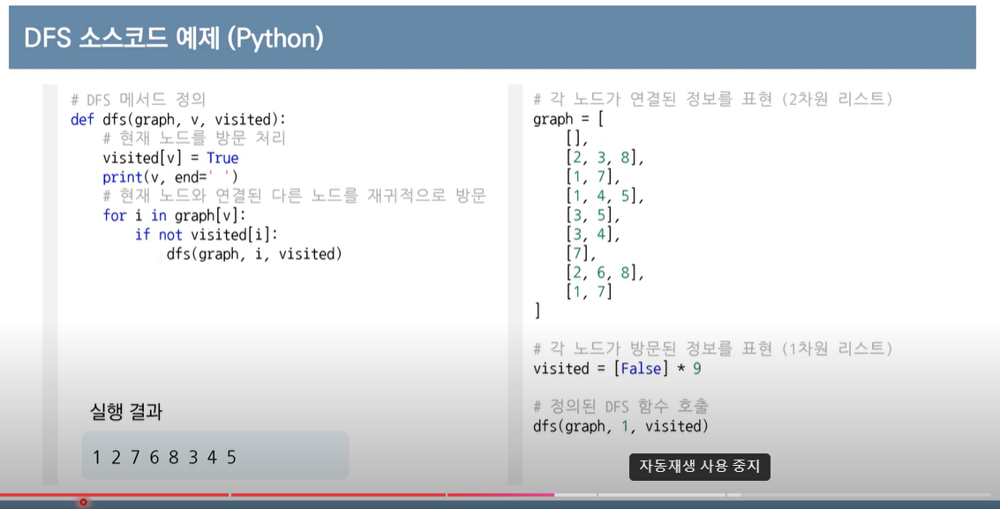 DFS 소스코드 예제 (Python)
# DFS 메서드 정의
def dfs(graph, v, visited):
    # 현재 노드를 방문 처리
    visited[v] = True
    print(v, end=' ')
    # 현재 노드와 연결된 다른 노드를 재귀적으로 방문
    for i in graph[v]:
        if not visited[i]:
            dfs(graph, i, visited)
실행 결과
1 2 7 6 8 3 4 5
# 각 노드가 연결된 정보를 표현 (2차원 리스트)
graph = [
    [],
    [2, 3, 8],
    [1, 7],
    [1, 4, 5],
    [3, 5],
    [3, 4],
    [7],
    [2, 6, 8],
    [1, 7]
]
# 각 노드가 방문된 정보를 표현 (1차원 리스트)
visited = [False] * 9
# 정의된 DFS 함수 호출
dfs(graph, 1, visited)
자동재생 사용 중지